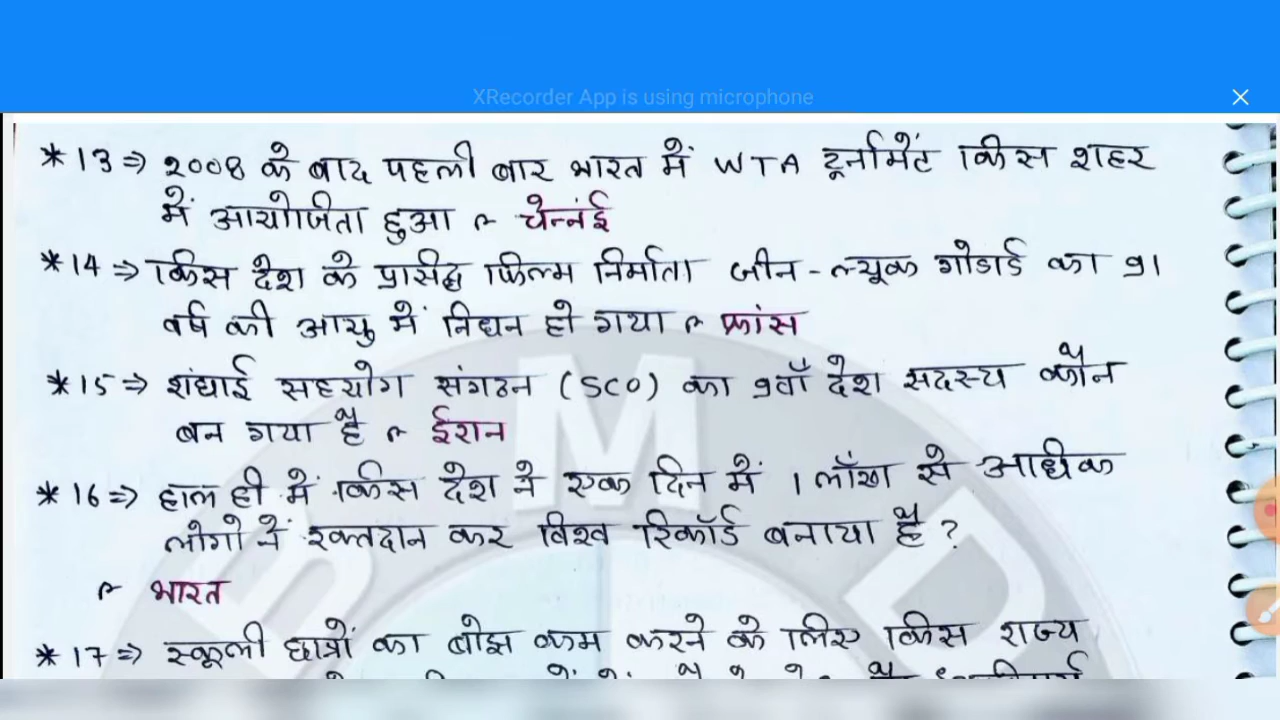 XRecorder App is using microphone
* 13 ⇒ 2008 के बाद पहली बार भारत में WTA टूर्नामेंट किस शहर
में आयोजिता हुआ ~ चेन्नंई
* 14 ⇒ किस देश के प्रसिद्ध फिल्म निर्माता जीन - ल्यूक गोडार्ड का 91
वर्ष की आयु में निधन हो गया ~ फ्रांस
* 15 ⇒ शंघाई सहयोग संगठन (SCO) का 9वाँ देश सदस्य कौन
बन गया है ~ ईरान
* 16 ⇒ हाल ही में किस देश ने एक दिन में 1 लाँख से अधिक
लोगो नें रक्तदान कर विश्व रिकॉर्ड बनाया है ?
~ भारत
* 17 ⇒ स्कूली छात्रों का बोझ कम करने के लिए किस राज्य
B M D